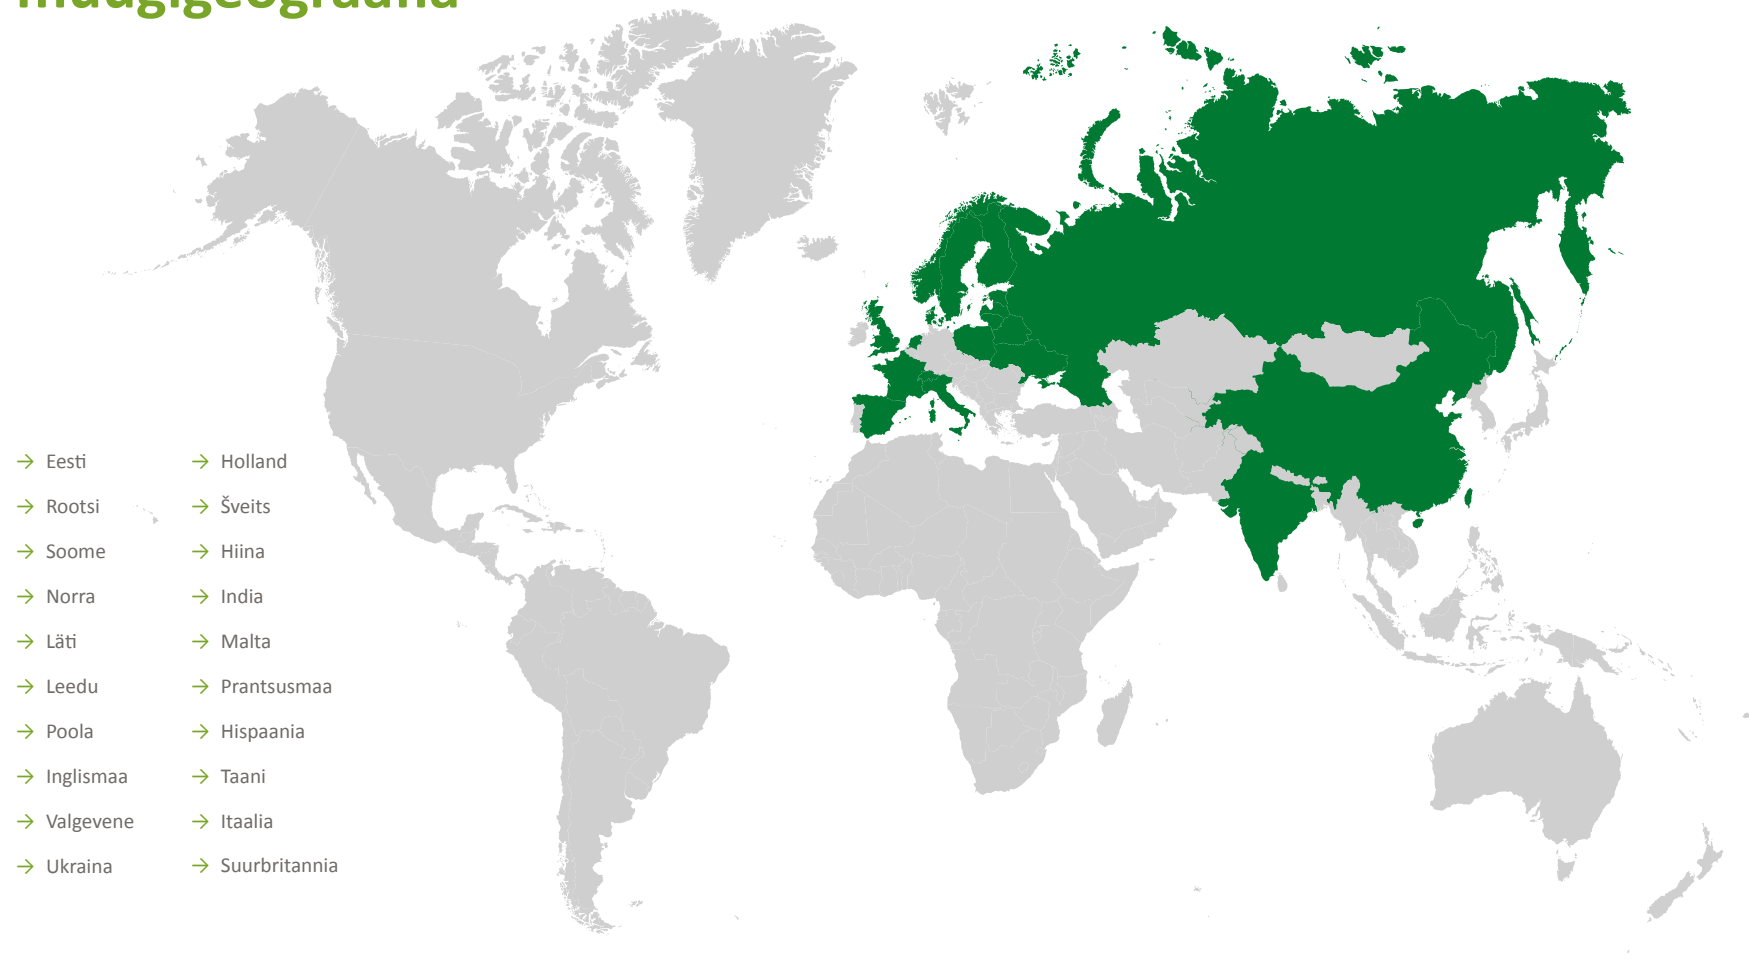 müügigeograafia
Eesti
Rootsi
Soome
Norra
Läti
Leedu
Poola
Inglismaa
Valgevene
Ukraina
Holland
Šveits
Hiina
India
Malta
Prantsusmaa
Hispaania
Taani
Itaalia
Suurbritannia